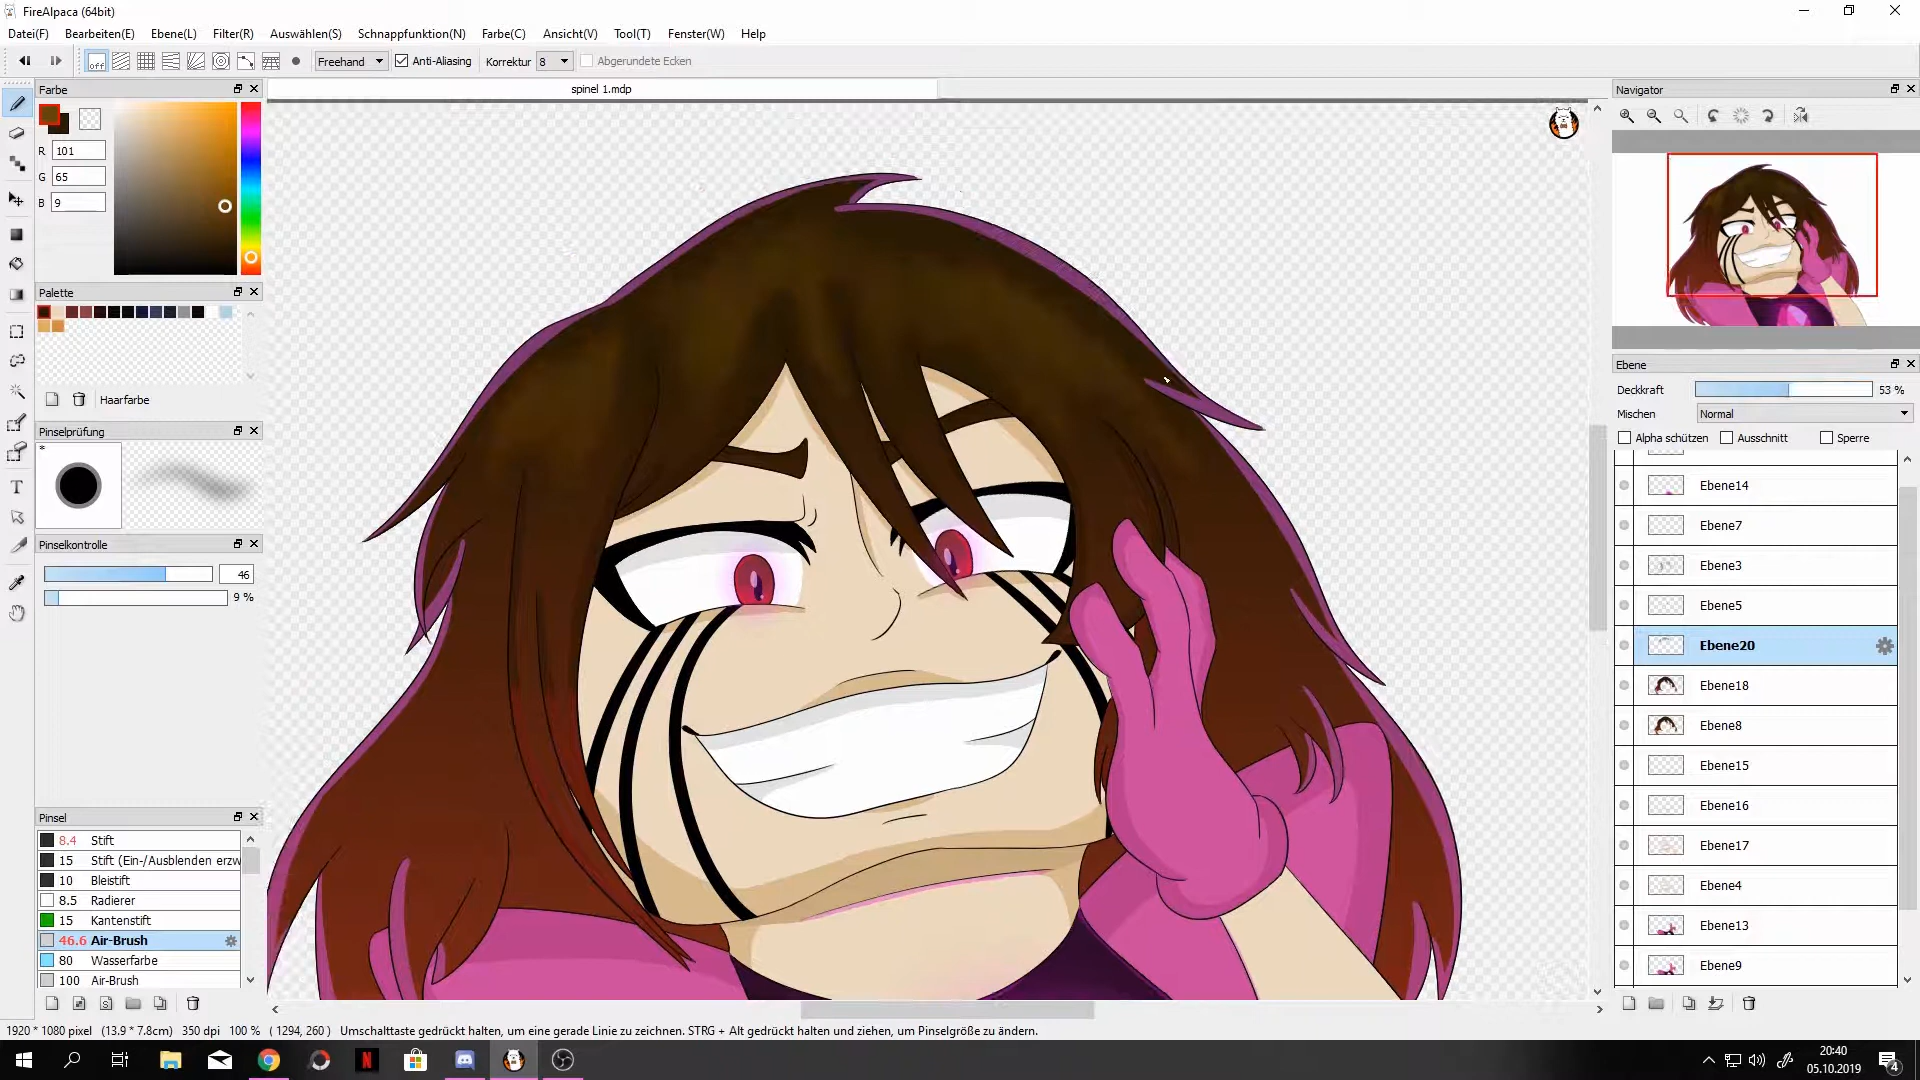 FireAlpaca (64bit)
Datei(F) Bearbeiten(E) Ebene(L) Filter(R) Auswählen(S) Schnappfunktion(N) Farbe(C) Ansicht(V) Tool(T) Fenster(W) Help
off Freehand Anti-Aliasing Korrektur 8 Abgerundete Ecken
Farbe
spinel 1.mdp
Navigator
R 101
G 65
B 9
Palette
Haarfarbe
Pinselprüfung
*
Pinselkontrolle
46
9 %
Pinsel
8.4 Stift
15 Stift (Ein-/Ausblenden erzw
10 Bleistift
8.5 Radierer
15 Kantenstift
46.6 Air-Brush
80 Wasserfarbe
100 Air-Brush
Ebene
Deckkraft 53 %
Mischen Normal
Alpha schützen Ausschnitt Sperre
Ebene14
Ebene7
Ebene3
Ebene5
Ebene20
Ebene18
Ebene8
Ebene15
Ebene16
Ebene17
Ebene4
Ebene13
Ebene9
1920 * 1080 pixel (13.9 * 7.8cm) 350 dpi 100 % ( 1294, 260 ) Umschalttaste gedrückt halten, um eine gerade Linie zu zeichnen. STRG + Alt gedrückt halten und ziehen, um Pinselgröße zu ändern.
20:40
05.10.2019
4